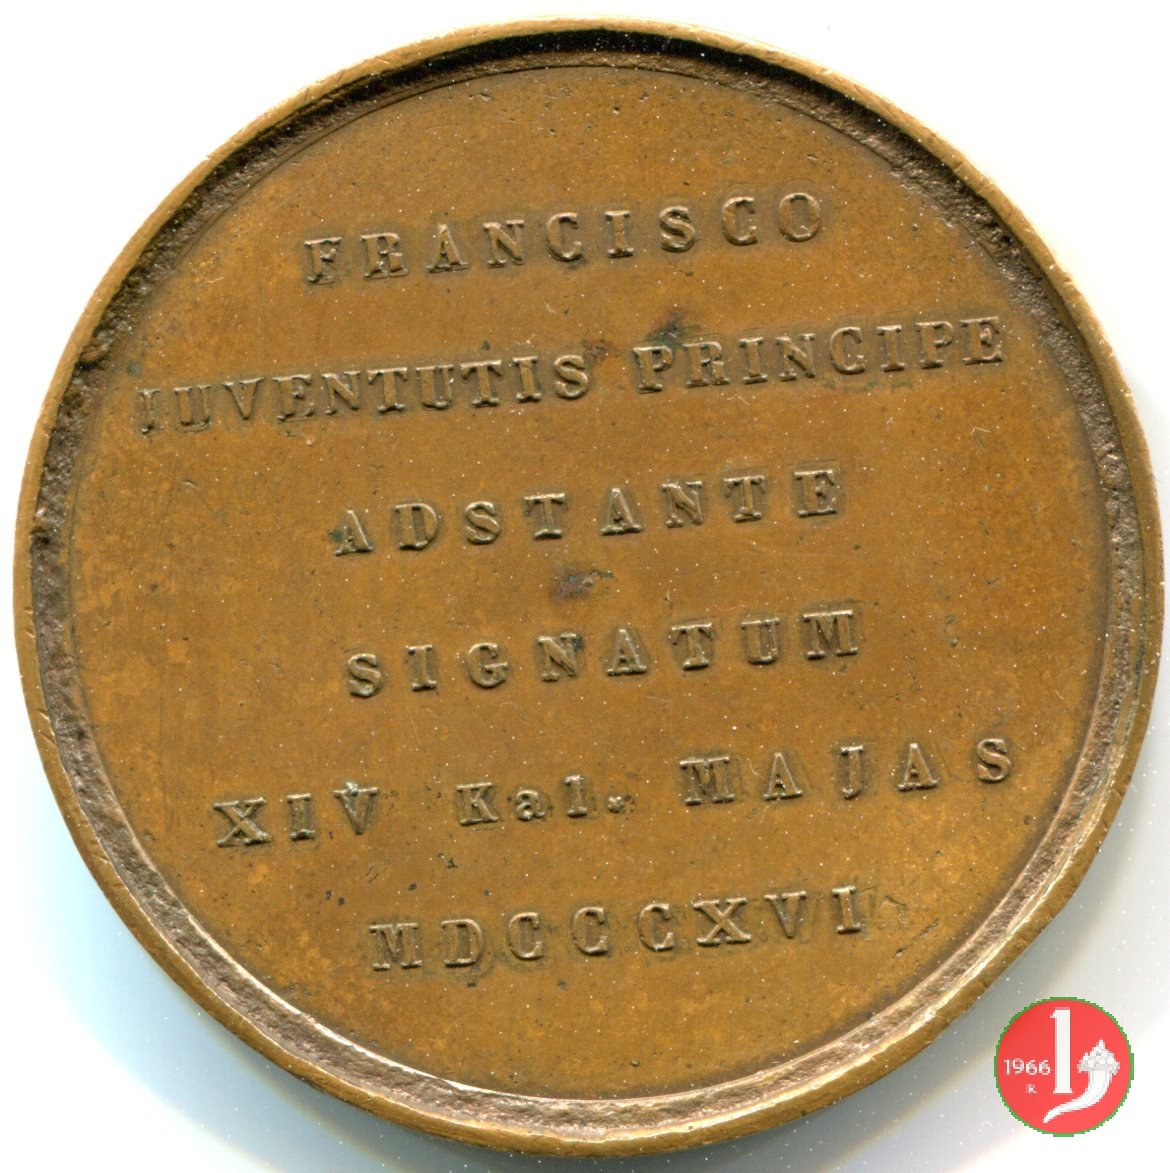 FRANCISCO
IUVENTUTIS PRINCIPE
ADSTANTE
SIGNATUM
XIV Kal. MAJAS
MDCCCXVI
1966
R